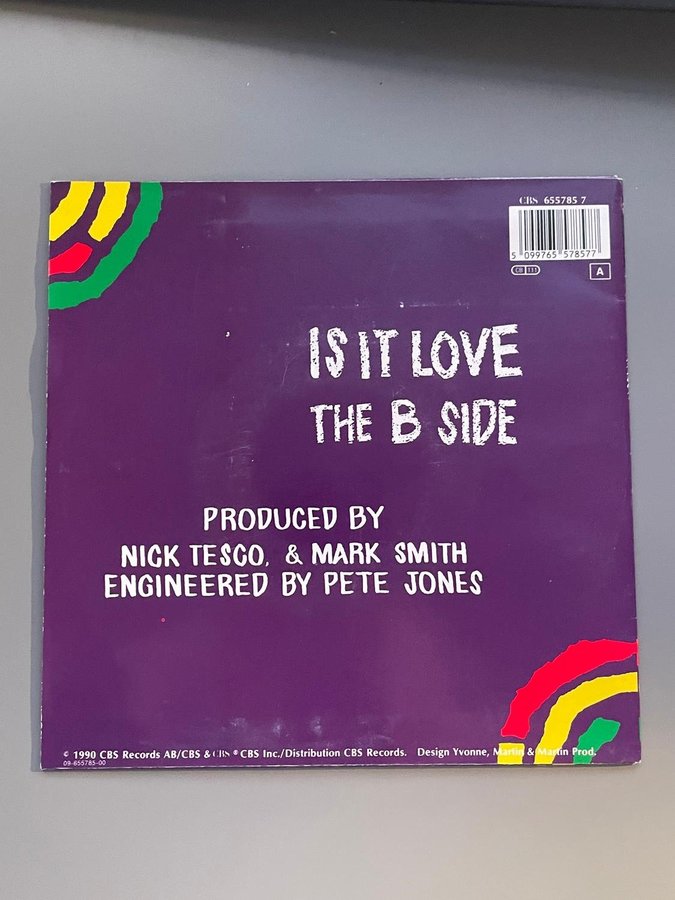 CBS 655785 7
5 099765 578577
CB 111
A
IS IT LOVE
THE B SIDE
PRODUCED BY
NICK TESCO, & MARK SMITH
ENGINEERED BY PETE JONES
© 1990 CBS Records AB/CBS & CBS ® CBS Inc./Distribution CBS Records. Design Yvonne, Martin & Martin Prod.
09-655785-00